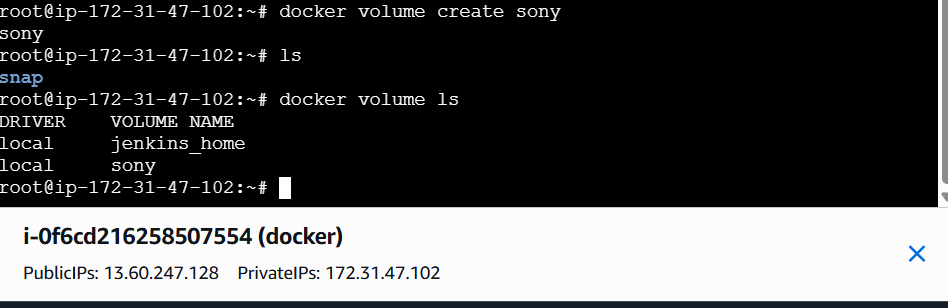 root@ip-172-31-47-102:~# docker volume create sony
sony
root@ip-172-31-47-102:~# ls
snap
root@ip-172-31-47-102:~# docker volume ls
DRIVER    VOLUME NAME
local     jenkins_home
local     sony
root@ip-172-31-47-102:~#
i-0f6cd216258507554 (docker)
PublicIPs: 13.60.247.128    PrivateIPs: 172.31.47.102